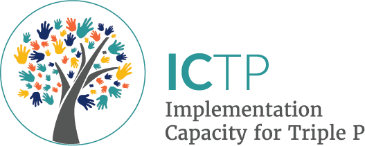 ICTP
Implementation
Capacity for Triple P